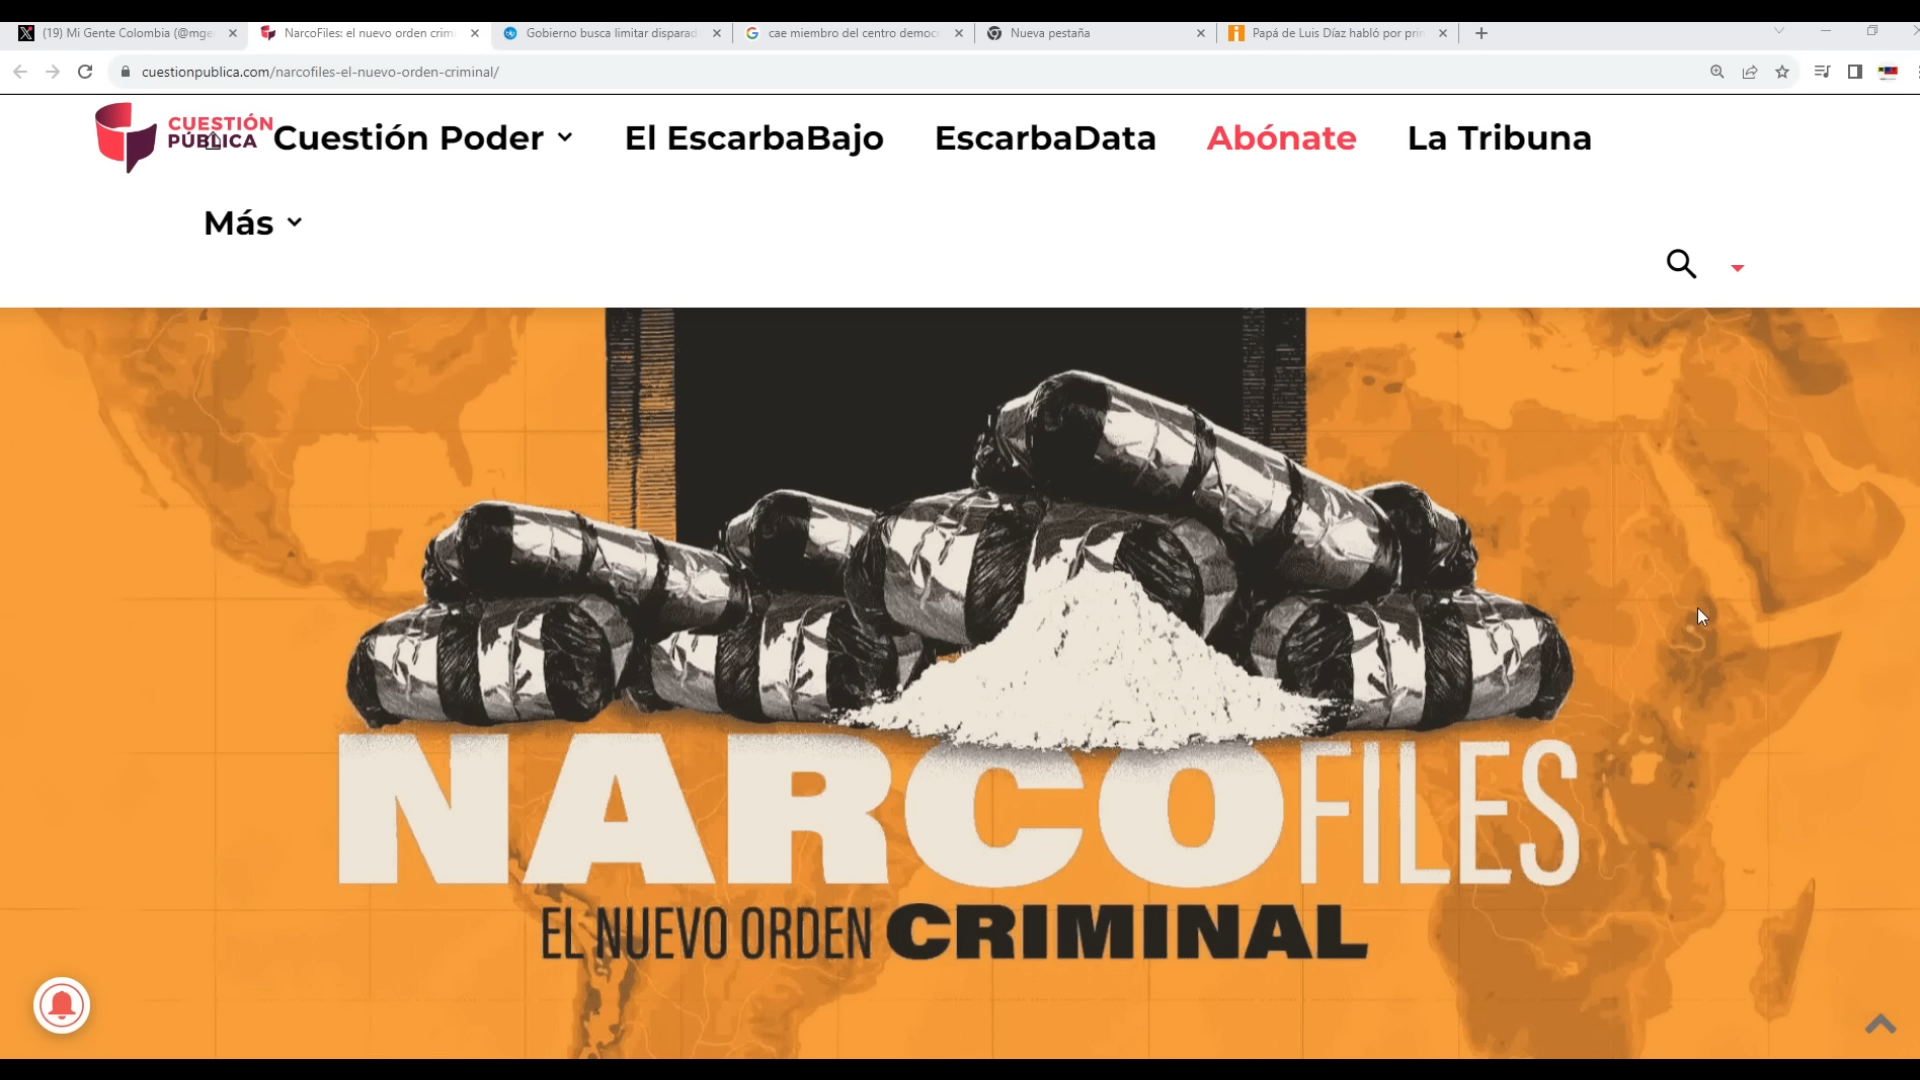 (19) Mi Gente Colombia (@mge
NarcoFiles: el nuevo orden crim
Gobierno busca limitar disparad
cae miembro del centro democ
Nueva pestaña
Papá de Luis Díaz habló por prin
cuestionpublica.com/narcofiles-el-nuevo-orden-criminal/
CUESTIÓN
PÚBLICA
Cuestión Poder
El EscarbaBajo
EscarbaData
Abónate
La Tribuna
Más
NARCOFILES
EL NUEVO ORDEN CRIMINAL